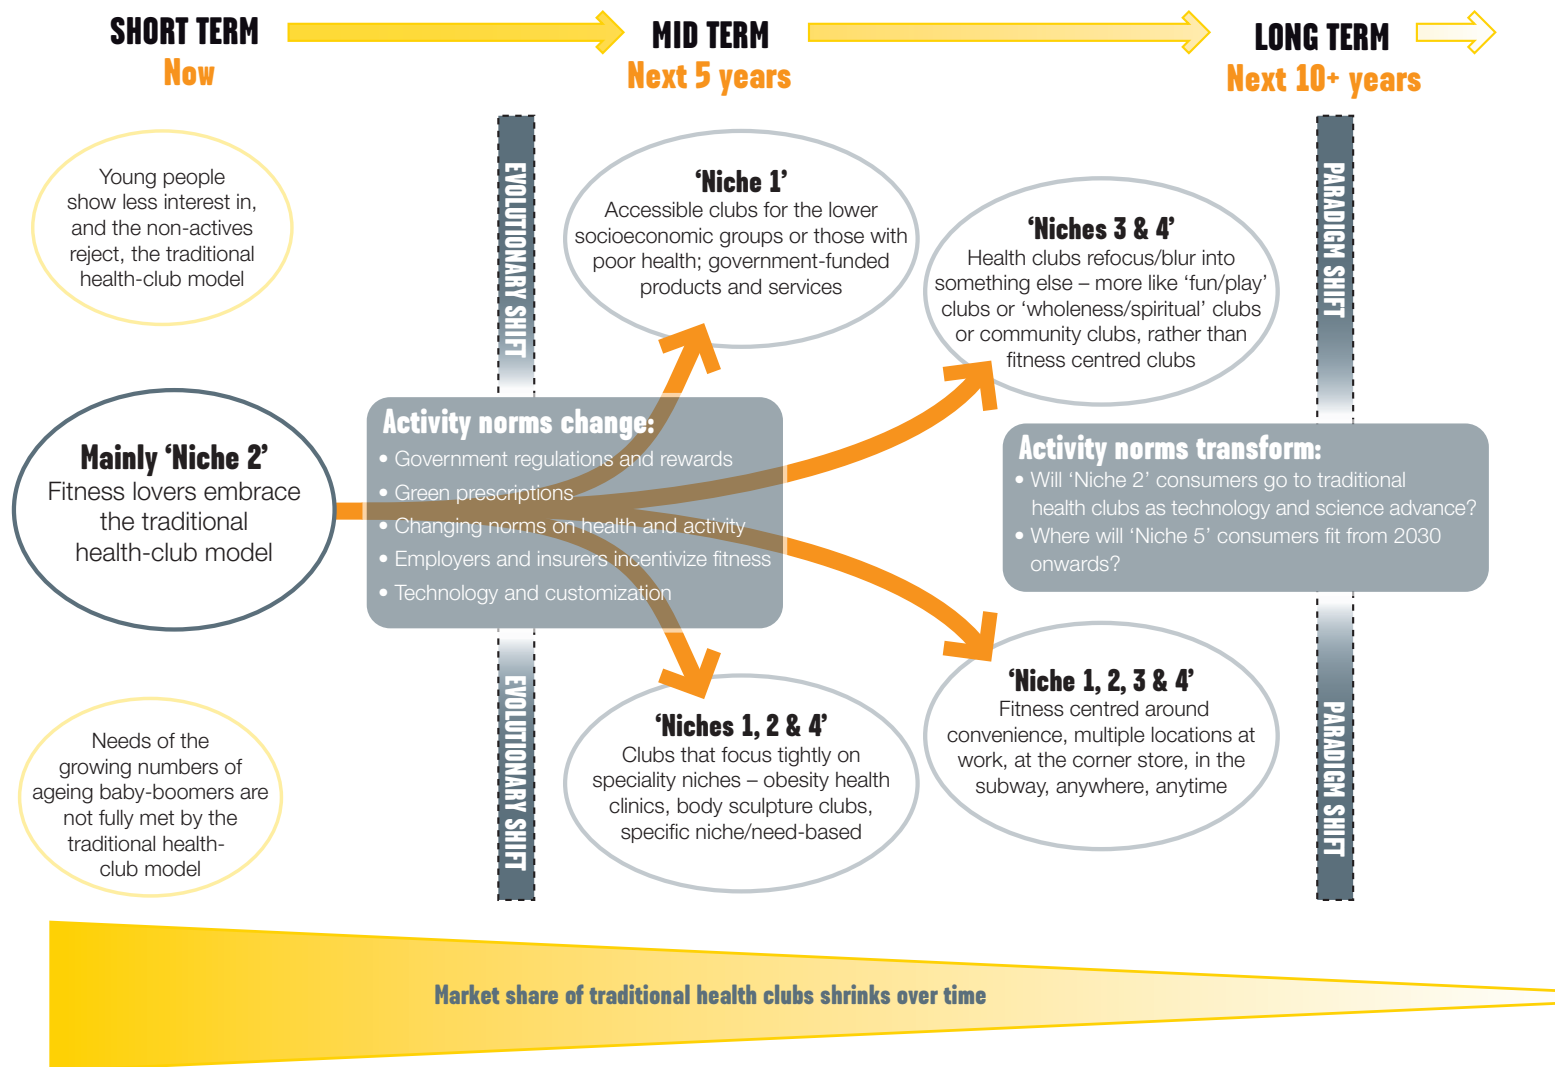 SHORT TERM
Now
MID TERM
Next 5 years
LONG TERM
Next 10+ years
Young people
show less interest in,
and the non-actives
reject, the traditional
health-club model
Mainly ‘Niche 2’
Fitness lovers embrace
the traditional
health-club model
Needs of the
growing numbers of
ageing baby-boomers are
not fully met by the
traditional health-
club model
EVOLUTIONARY SHIFT
EVOLUTIONARY SHIFT
Activity norms change:
• Government regulations and rewards
• Green prescriptions
• Changing norms on health and activity
• Employers and insurers incentivize fitness
• Technology and customization
‘Niche 1’
Accessible clubs for the lower
socioeconomic groups or those with
poor health; government-funded
products and services
‘Niches 1, 2 & 4’
Clubs that focus tightly on
speciality niches – obesity health
clinics, body sculpture clubs,
specific niche/need-based
‘Niches 3 & 4’
Health clubs refocus/blur into
something else – more like ‘fun/play’
clubs or ‘wholeness/spiritual’ clubs
or community clubs, rather than
fitness centred clubs
‘Niche 1, 2, 3 & 4’
Fitness centred around
convenience, multiple locations at
work, at the corner store, in the
subway, anywhere, anytime
PARADIGM SHIFT
PARADIGM SHIFT
Activity norms transform:
• Will ‘Niche 2’ consumers go to traditional
health clubs as technology and science advance?
• Where will ‘Niche 5’ consumers fit from 2030
onwards?
Market share of traditional health clubs shrinks over time